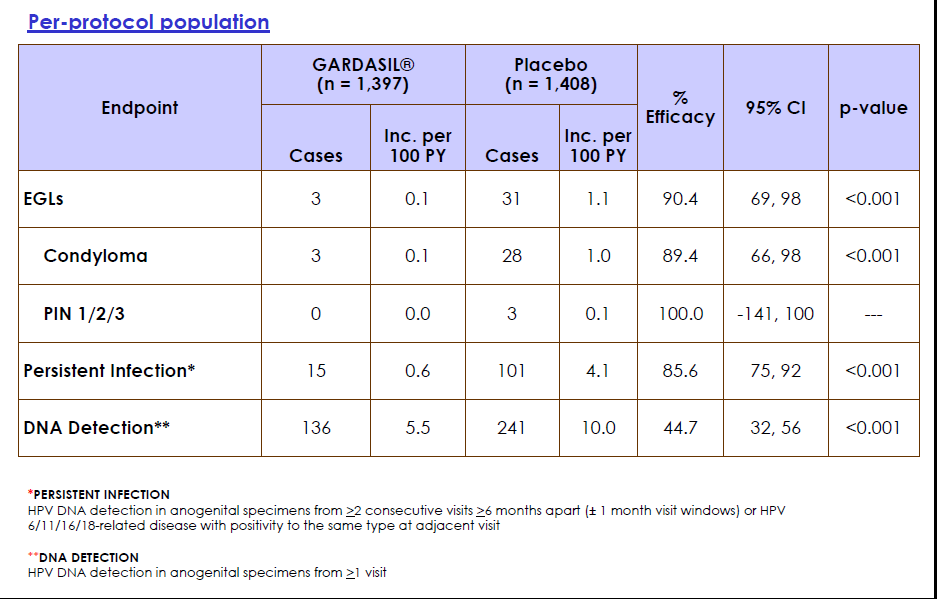 Per-protocol population
Endpoint GARDASIL® (n = 1,397) Placebo (n = 1,408) % Efficacy 95% CI p-value
Cases Inc. per 100 PY Cases Inc. per 100 PY
EGLs 3 0.1 31 1.1 90.4 69, 98 <0.001
Condyloma 3 0.1 28 1.0 89.4 66, 98 <0.001
PIN 1/2/3 0 0.0 3 0.1 100.0 -141, 100 ---
Persistent Infection* 15 0.6 101 4.1 85.6 75, 92 <0.001
DNA Detection** 136 5.5 241 10.0 44.7 32, 56 <0.001
*PERSISTENT INFECTION
HPV DNA detection in anogenital specimens from ≥2 consecutive visits ≥6 months apart (± 1 month visit windows) or HPV
6/11/16/18-related disease with positivity to the same type at adjacent visit
**DNA DETECTION
HPV DNA detection in anogenital specimens from ≥1 visit